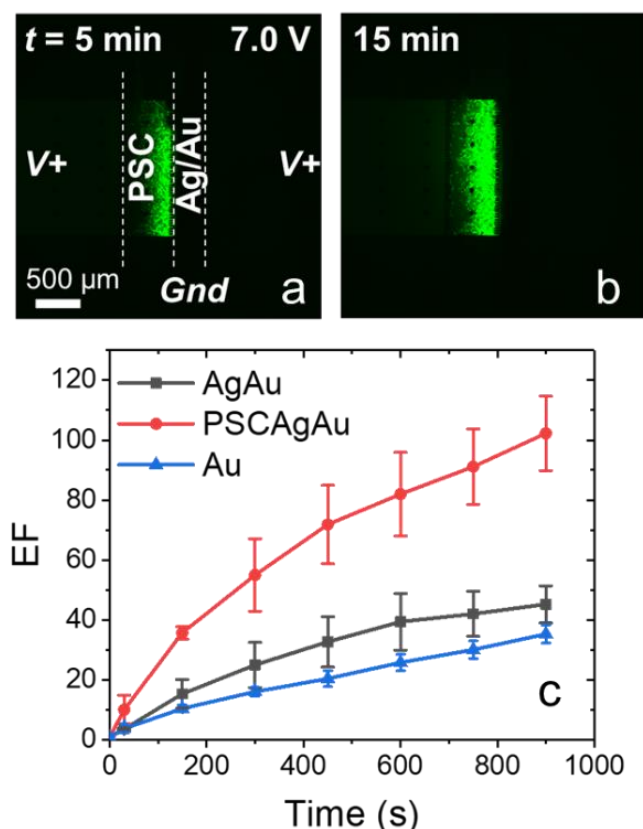 t = 5 min 7.0 V
15 min
V+
PSC
Ag/Au
V+
500 µm
Gnd
a
b
120
100
80
60
40
20
0
EF
AgAu
PSCAgAu
Au
c
0 200 400 600 800 1000
Time (s)